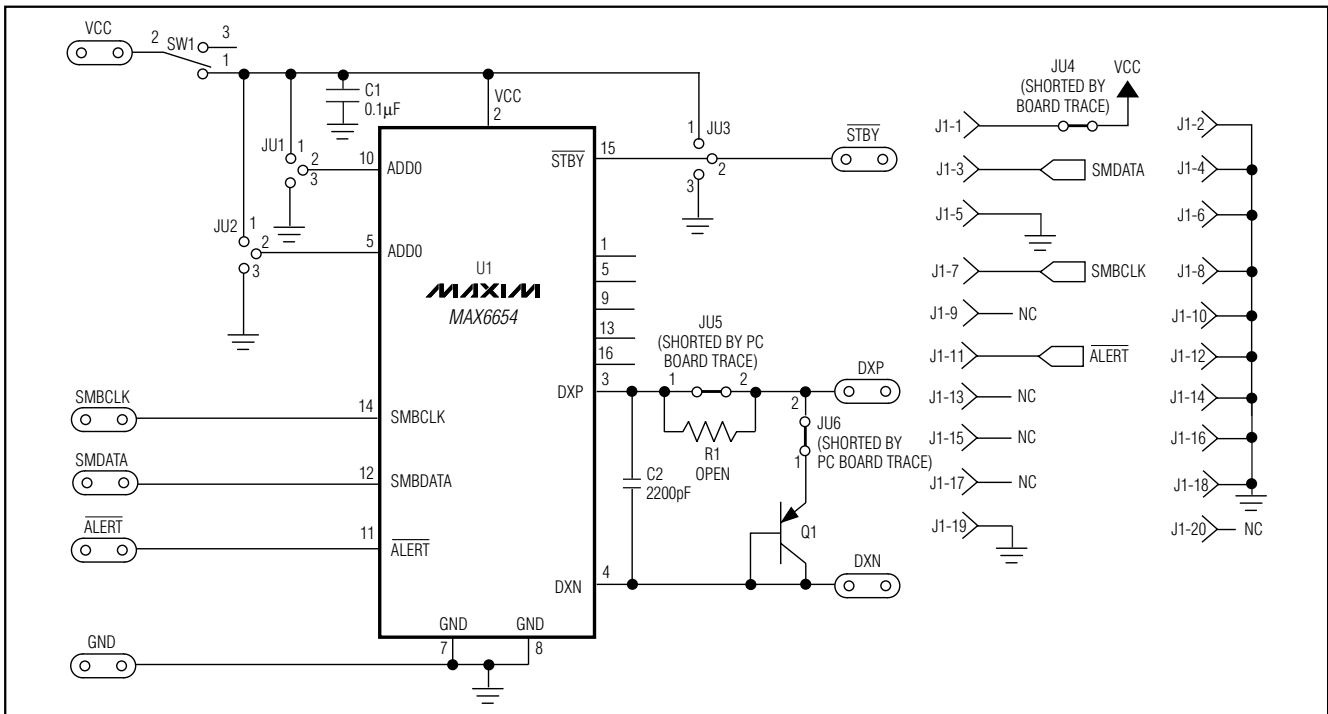 VCC
2
SW1
3
1
C1
0.1µF
VCC
2
JU1
1
2
3
10
ADD0
JU2
1
2
3
5
ADD0
U1
MAXIM
MAX6654
STBY
15
1
JU3
2
3
STBY
1
5
9
13
16
JU5
(SHORTED BY PC
BOARD TRACE)
1
2
3
DXP
DXP
R1
OPEN
2
JU6
(SHORTED BY
PC BOARD TRACE)
1
C2
2200pF
Q1
4
DXN
DXN
SMBCLK
14
SMBCLK
SMDATA
12
SMBDATA
ALERT
11
ALERT
GND
GND
GND
7
8
JU4
(SHORTED BY
BOARD TRACE)
VCC
J1-1
J1-3
SMDATA
J1-5
J1-7
SMBCLK
J1-9
NC
J1-11
ALERT
J1-13
NC
J1-15
NC
J1-17
NC
J1-19
J1-2
J1-4
J1-6
J1-8
J1-10
J1-12
J1-14
J1-16
J1-18
J1-20
NC